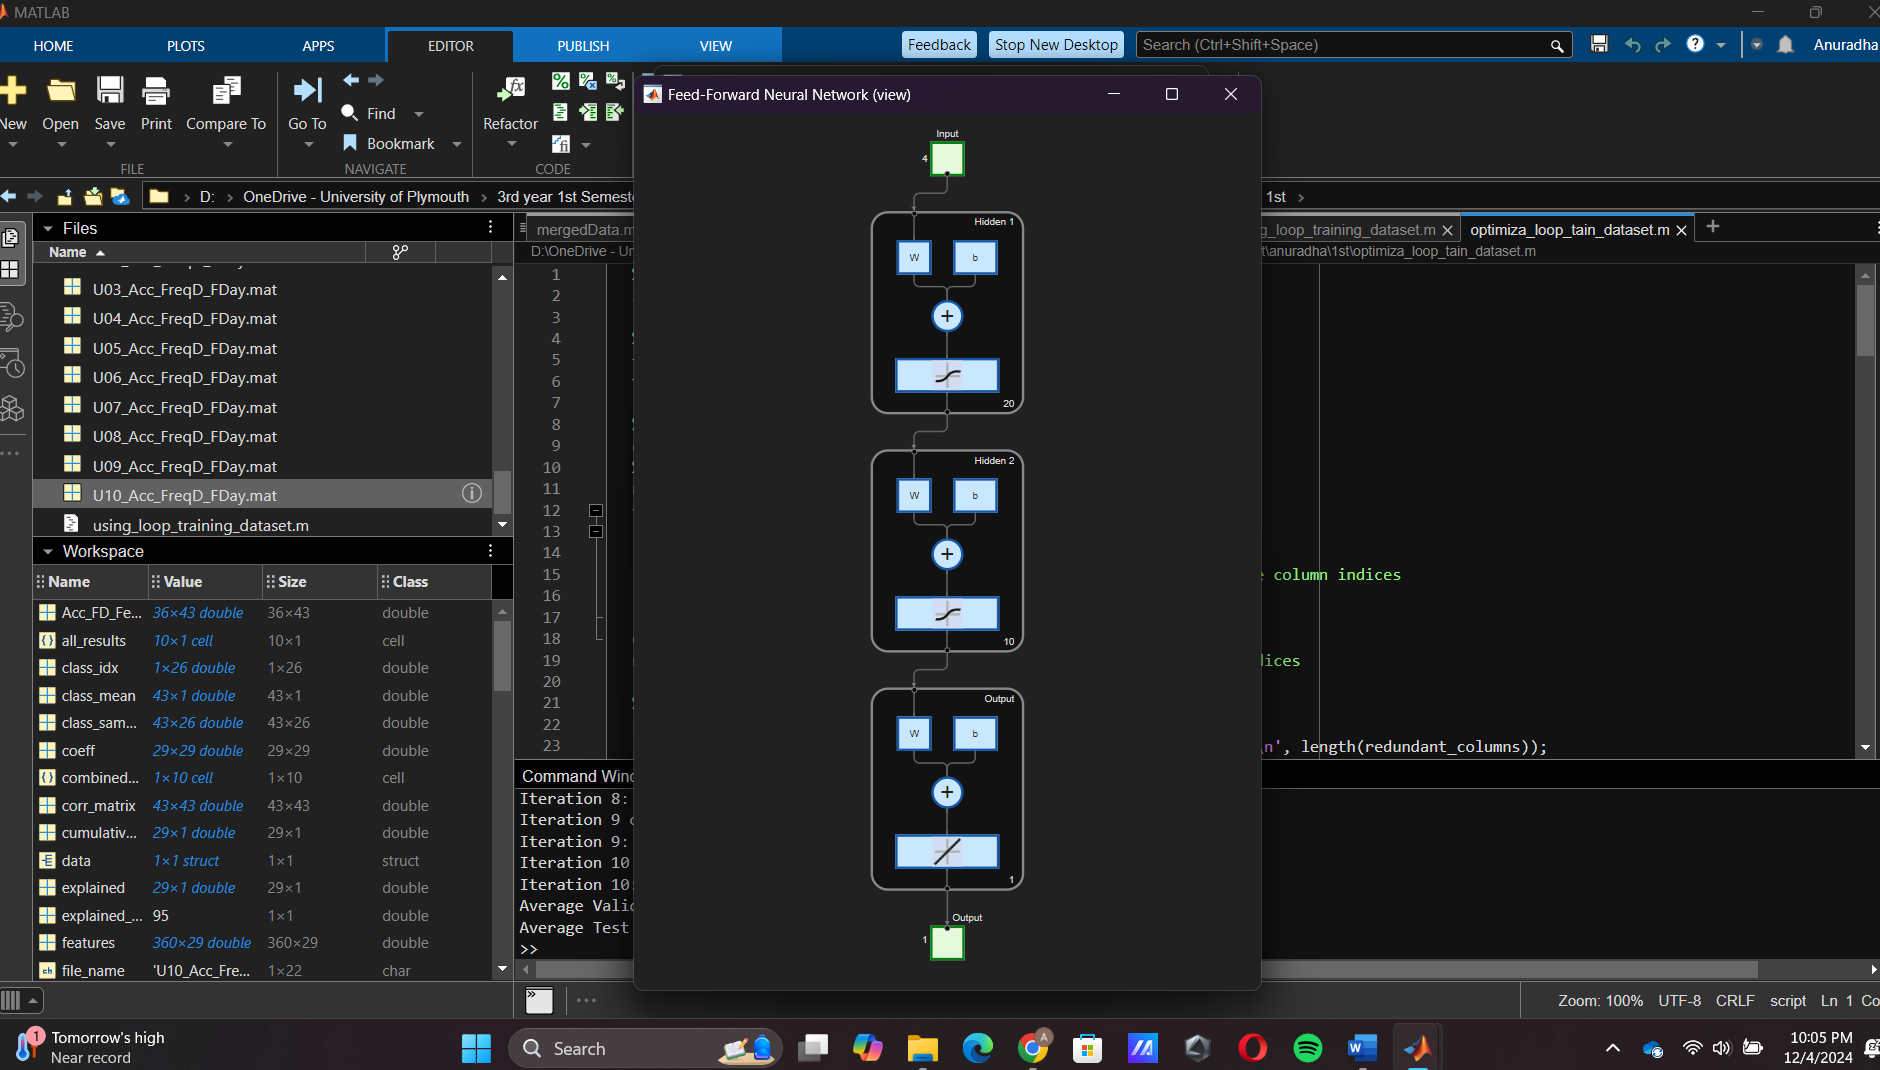 MATLAB
HOME PLOTS APPS EDITOR PUBLISH VIEW Feedback Stop New Desktop Search (Ctrl+Shift+Space) Anuradha
New Open Save Print Compare To Go To Find Bookmark Refactor
FILE NAVIGATE CODE
D: OneDrive - University of Plymouth 3rd year 1st Semest 1st
Files
Name
U03_Acc_FreqD_FDay.mat
U04_Acc_FreqD_FDay.mat
U05_Acc_FreqD_FDay.mat
U06_Acc_FreqD_FDay.mat
U07_Acc_FreqD_FDay.mat
U08_Acc_FreqD_FDay.mat
U09_Acc_FreqD_FDay.mat
U10_Acc_FreqD_FDay.mat
using_loop_training_dataset.m
Workspace
Name Value Size Class
Acc_FD_Fe... 36×43 double 36×43 double
all_results 10×1 cell 10×1 cell
class_idx 1×26 double 1×26 double
class_mean 43×1 double 43×1 double
class_sam... 43×26 double 43×26 double
coeff 29×29 double 29×29 double
combined... 1×10 cell 1×10 cell
corr_matrix 43×43 double 43×43 double
cumulativ... 29×1 double 29×1 double
data 1×1 struct 1×1 struct
explained 29×1 double 29×1 double
explained_... 95 1×1 double
features 360×29 double 360×29 double
file_name 'U10_Acc_Fre... 1×22 char
mergedData.m g_loop_training_dataset.m optimiza_loop_tain_dataset.m
D:\OneDrive - Un t\anuradha\1st\optimiza_loop_tain_dataset.m
1
2
3
4
5
6
7
8
9
10
11
12
13
14
15 e column indices
16
17
18
19 dices
20
21
22
23 \n', length(redundant_columns));
Command Wind
Iteration 8:
Iteration 9 c
Iteration 9:
Iteration 10
Iteration 10:
Average Valid
Average Test
>>
Feed-Forward Neural Network (view)
Input
4
Hidden 1
W b
+
20
Hidden 2
W b
+
10
Output
W b
+
1
Output
1
Zoom: 100% UTF-8 CRLF script Ln 1 Co
1 Tomorrow's high
Near record
Search
10:05 PM
12/4/2024